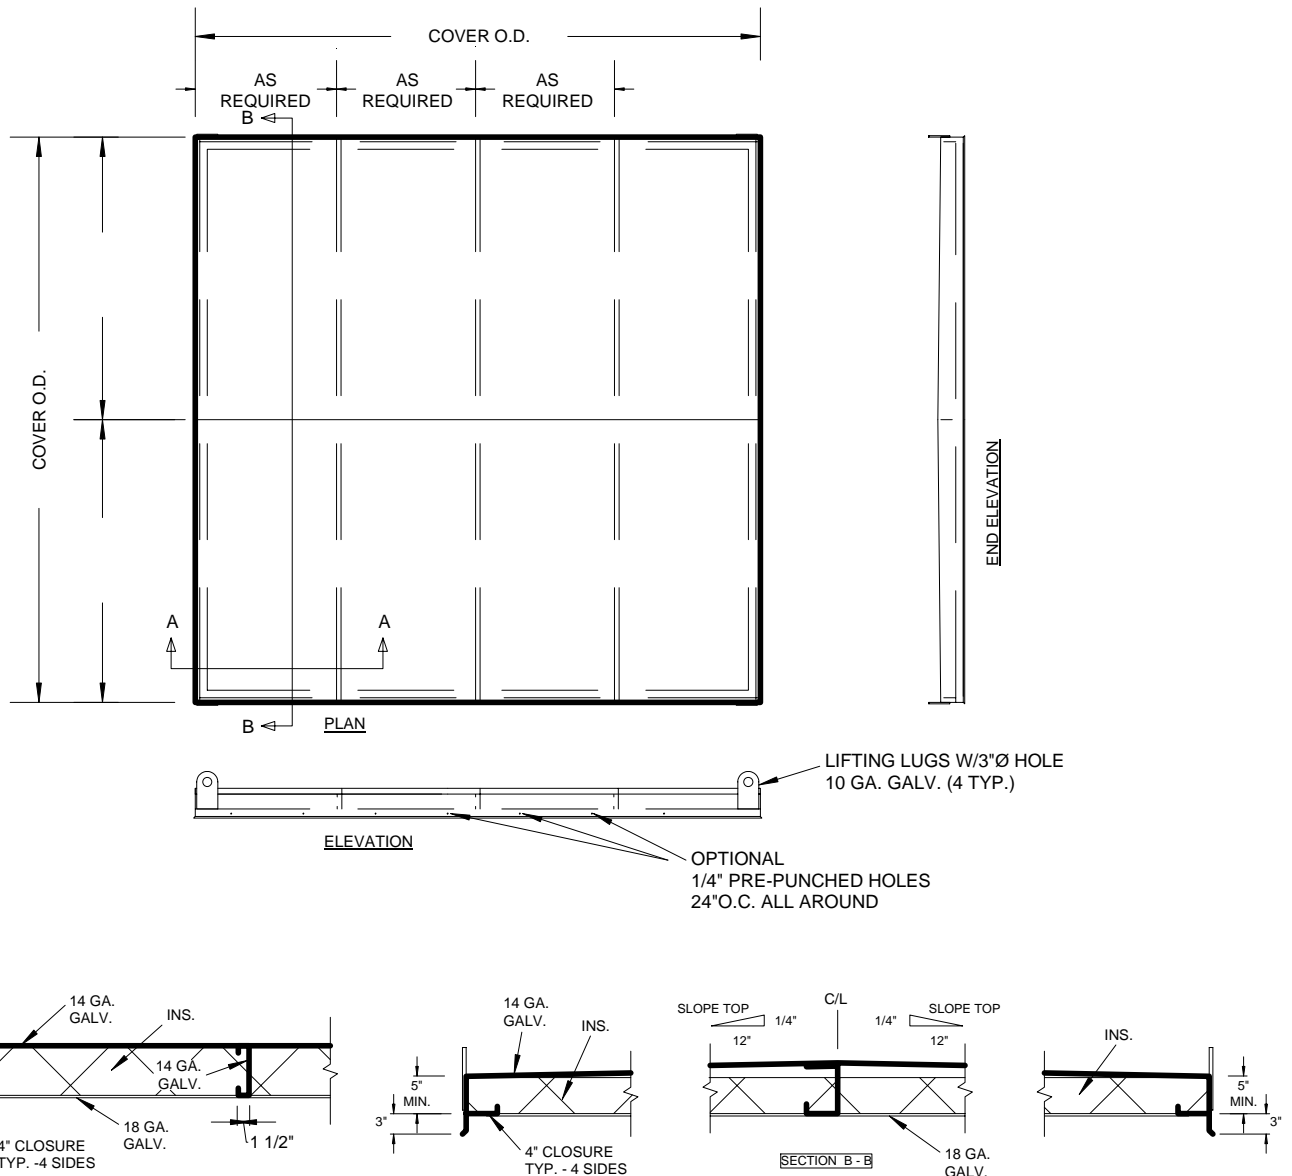 COVER O.D.
AS
REQUIRED
AS
REQUIRED
AS
REQUIRED
B
COVER O.D.
END ELEVATION
A
A
B
PLAN
LIFTING LUGS W/3"Ø HOLE
10 GA. GALV. (4 TYP.)
ELEVATION
OPTIONAL
1/4" PRE-PUNCHED HOLES
24"O.C. ALL AROUND
14 GA.
GALV.
INS.
14 GA.
GALV.
18 GA.
GALV.
1 1/2"
4" CLOSURE
TYP. -4 SIDES
14 GA.
GALV.
INS.
5"
MIN.
3"
4" CLOSURE
TYP. - 4 SIDES
SLOPE TOP
1/4"
12"
C/L
SLOPE TOP
1/4"
12"
SECTION B - B
18 GA.
GALV.
INS.
5"
MIN.
3"